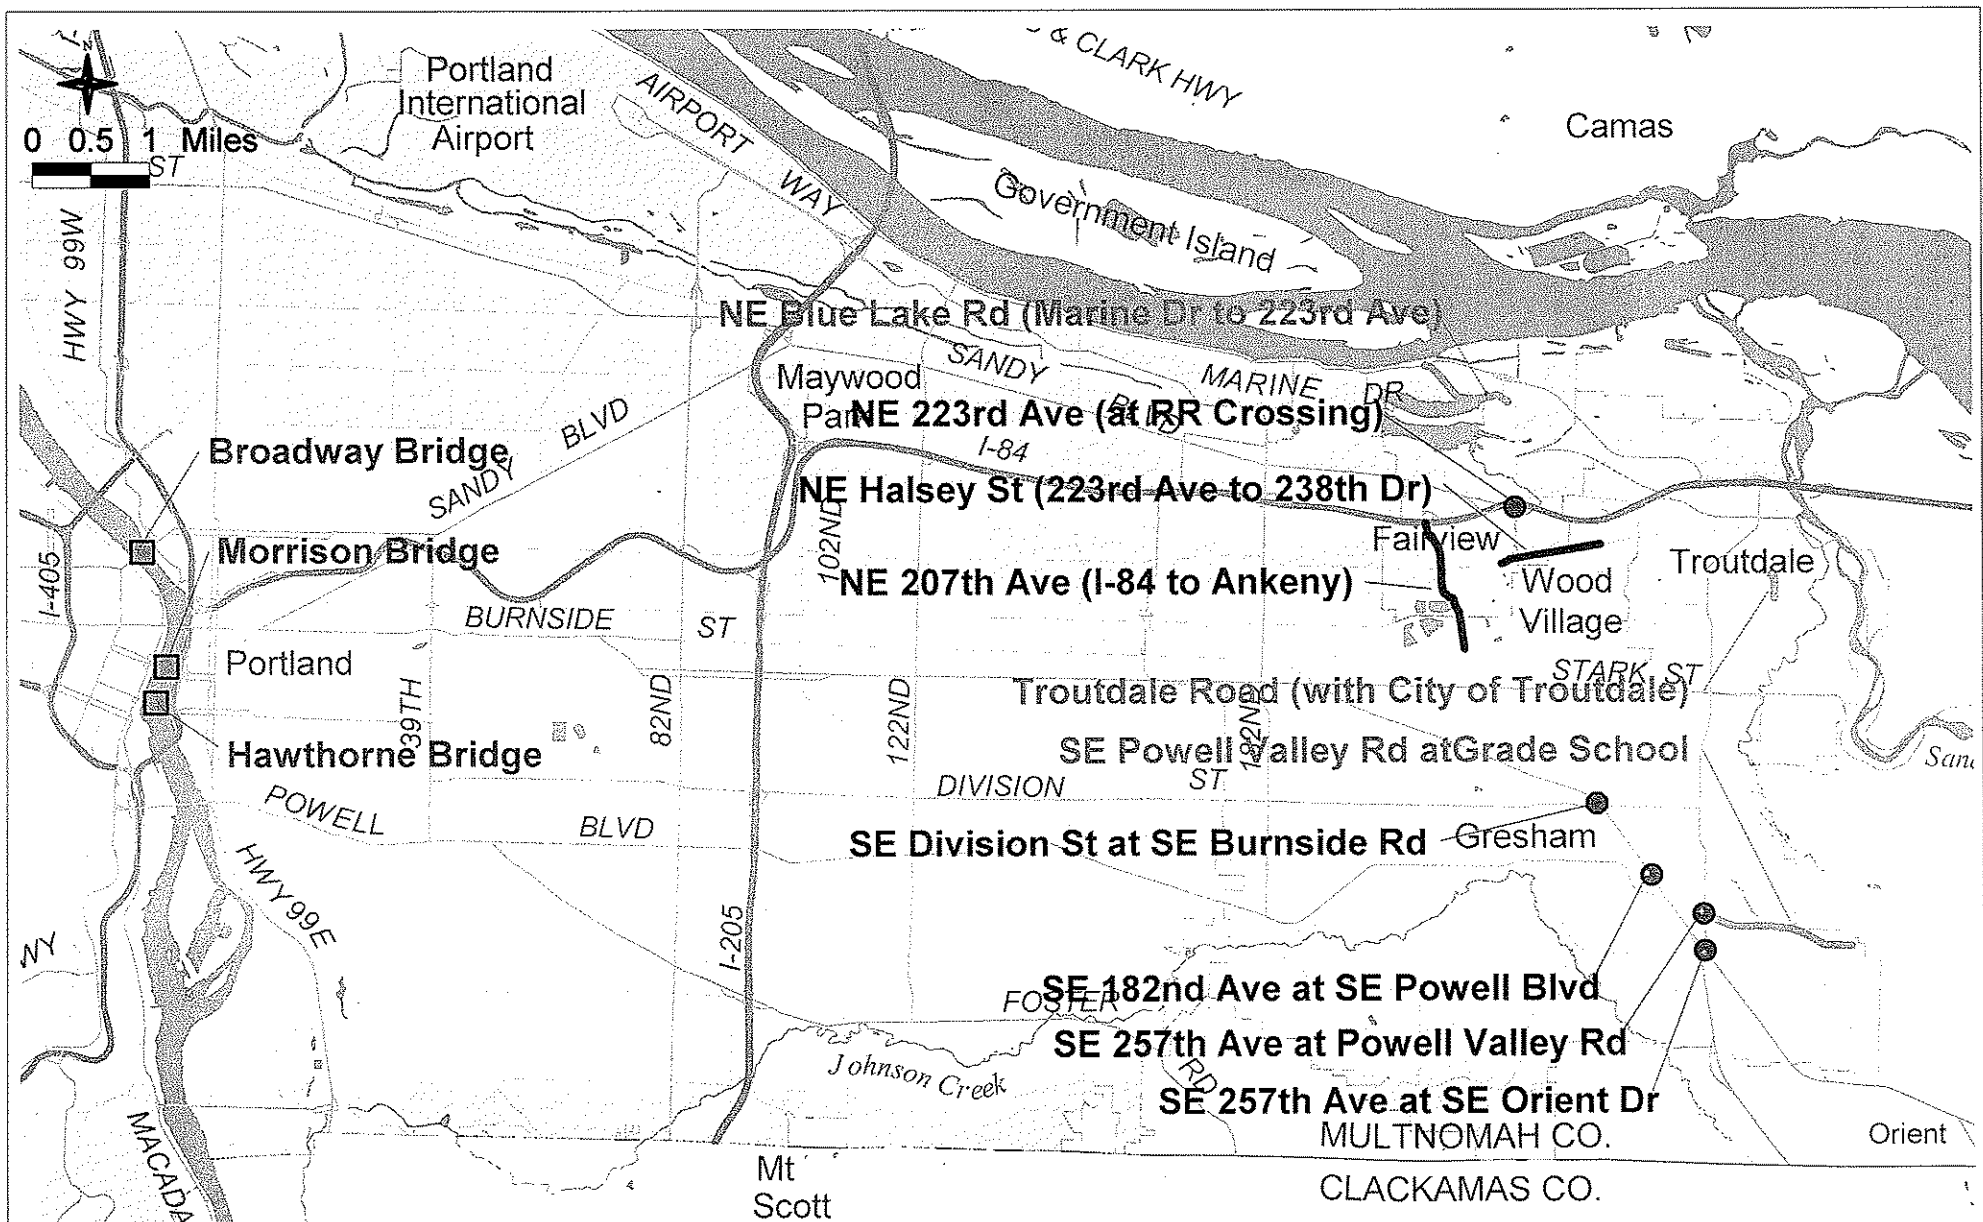 & CLARK HWY
Portland
International
Airport
AIRPORT
WAY
Camas
0 0.5 1 Miles
ST
HWY 99W
Government Island
NE Blue Lake Rd (Marine Dr to 223rd Ave)
SANDY
BLVD
MARINE DR
Maywood
Park
NE 223rd Ave (at RR Crossing)
I-84
Broadway Bridge
SANDY
BLVD
NE Halsey St (223rd Ave to 238th Dr)
102ND
Fairview
Troutdale
Morrison Bridge
I-405
NE 207th Ave (I-84 to Ankeny)
Wood
Village
BURNSIDE
ST
Portland
STARK ST
Troutdale Road (with City of Troutdale)
39TH
82ND
122ND
182ND
Hawthorne Bridge
SE Powell Valley Rd atGrade School
DIVISION
ST
POWELL
BLVD
SE Division St at SE Burnside Rd
Gresham
HWY 99E
I-205
NY
SE 182nd Ave at SE Powell Blvd
FOSTER
RD
SE 257th Ave at Powell Valley Rd
Johnson Creek
SE 257th Ave at SE Orient Dr
MULTNOMAH CO.
Orient
MACADA
Mt
Scott
CLACKAMAS CO.